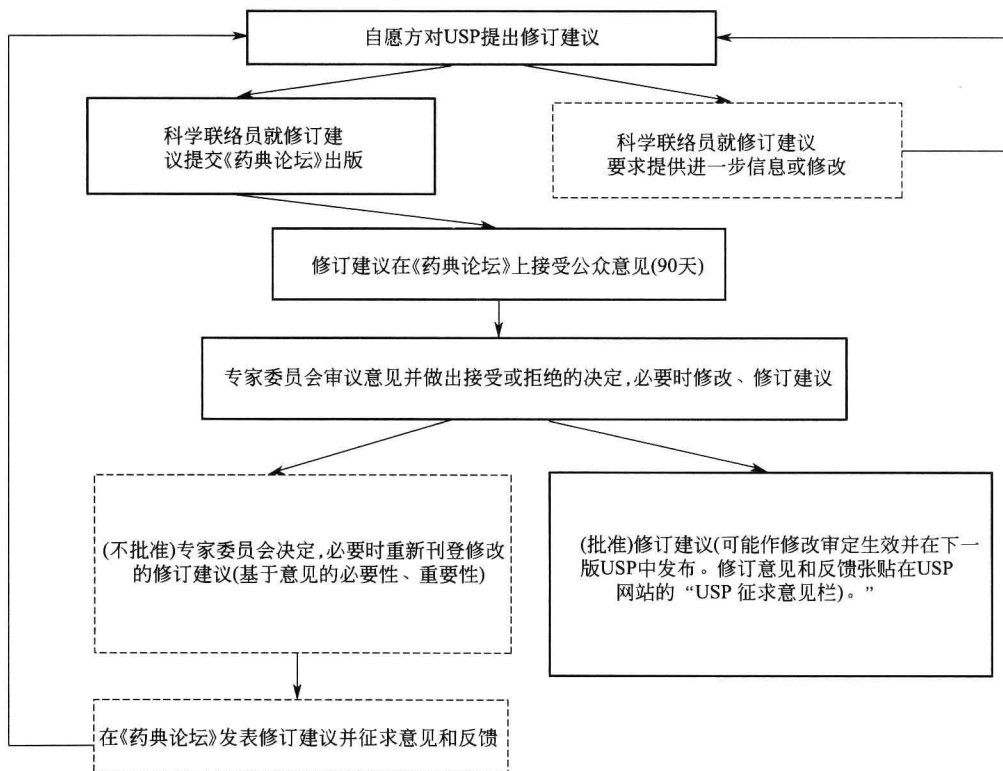 自愿方对USP提出修订建议
科学联络员就修订建
议提交《药典论坛》出版
科学联络员就修订建议
要求提供进一步信息或修改
修订建议在《药典论坛》上接受公众意见(90天)
专家委员会审议意见并做出接受或拒绝的决定,必要时修改、修订建议
(不批准)专家委员会决定,必要时重新刊登修改
的修订建议(基于意见的必要性、重要性)
(批准)修订建议(可能作修改审定生效并在下一
版USP中发布。修订意见和反馈张贴在USP
网站的“USP 征求意见栏)。”
在《药典论坛》发表修订建议并征求意见和反馈